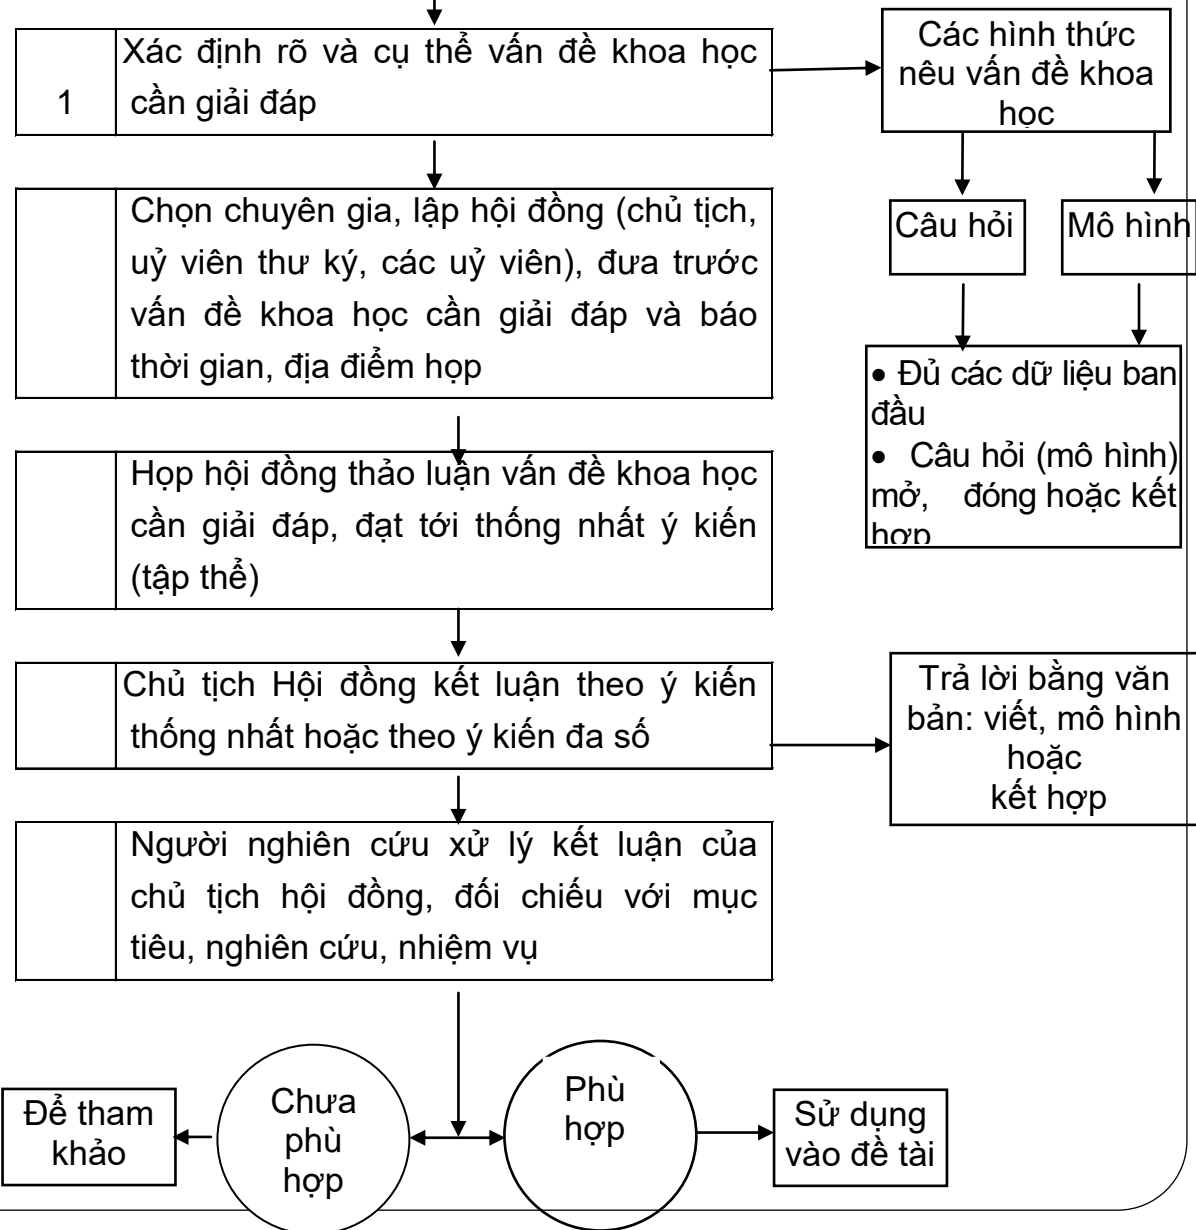 Xác định rõ và cụ thể vấn đề khoa học
1 cần giải đáp
Các hình thức
nêu vấn đề khoa
học
Câu hỏi
Mô hình
Chọn chuyên gia, lập hội đồng (chủ tịch,
uỷ viên thư ký, các uỷ viên), đưa trước
vấn đề khoa học cần giải đáp và báo
thời gian, địa điểm họp
• Đủ các dữ liệu ban
đầu
• Câu hỏi (mô hình)
mở, đóng hoặc kết
hợp
Họp hội đồng thảo luận vấn đề khoa học
cần giải đáp, đạt tới thống nhất ý kiến
(tập thể)
Chủ tịch Hội đồng kết luận theo ý kiến
thống nhất hoặc theo ý kiến đa số
Trả lời bằng văn
bản: viết, mô hình
hoặc
kết hợp
Người nghiên cứu xử lý kết luận của
chủ tịch hội đồng, đối chiếu với mục
tiêu, nghiên cứu, nhiệm vụ
Để tham
khảo
Chưa
phù
hợp
Phù
hợp
Sử dụng
vào đề tài